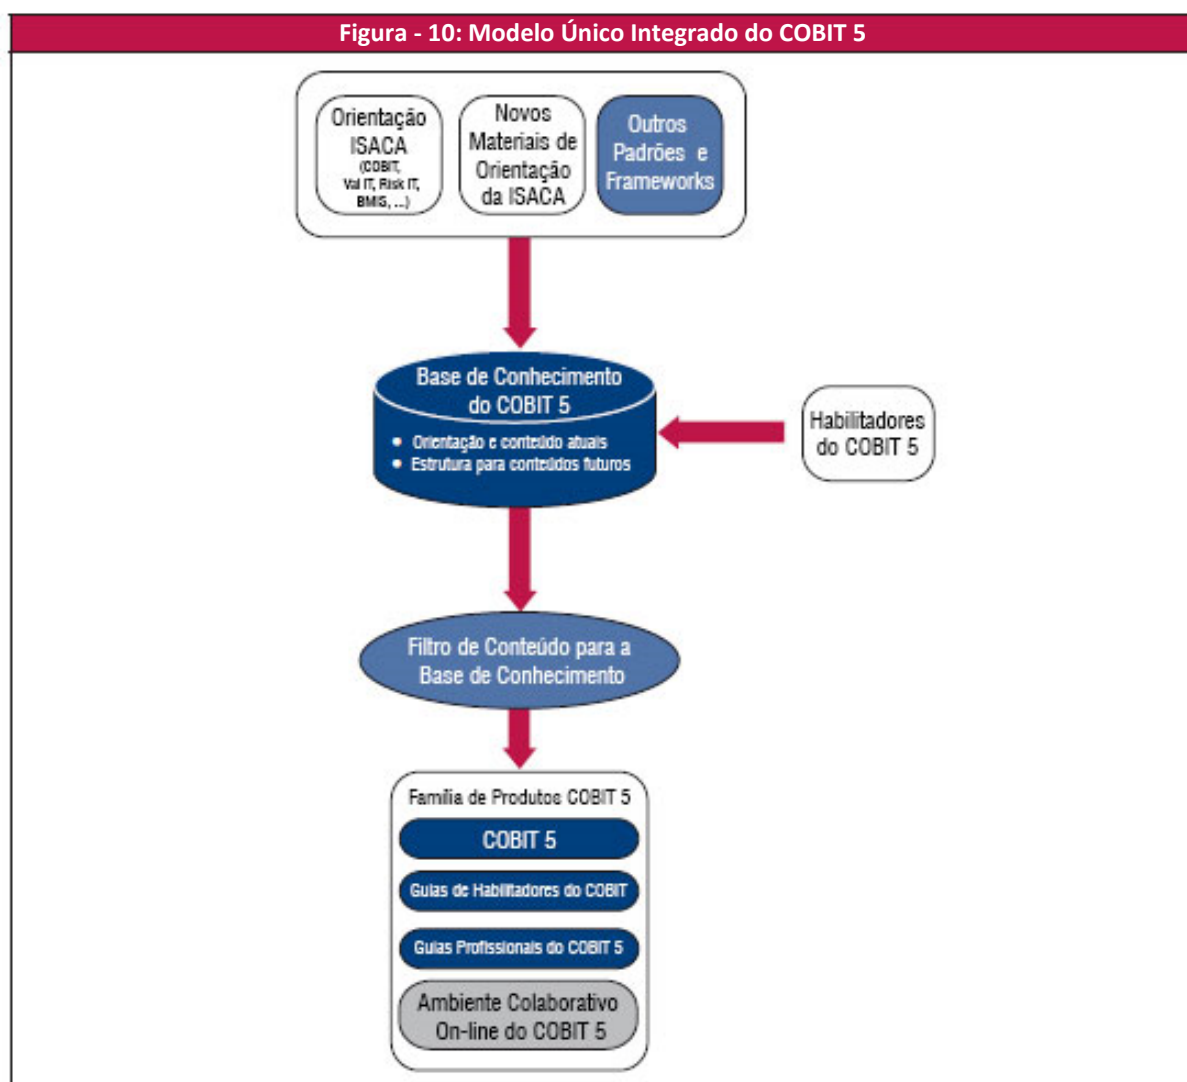 Figura - 10: Modelo Único Integrado do COBIT 5
Orientação
ISACA
(COBIT,
Val IT, Risk IT,
BMIS, ...)
Novos
Materiais de
Orientação
da ISACA
Outros
Padrões e
Frameworks
Base de Conhecimento
do COBIT 5
• Orientação e conteúdo atuais
• Estrutura para conteúdos futuros
Habilitadores
do COBIT 5
Filtro de Conteúdo para a
Base de Conhecimento
Família de Produtos COBIT 5
COBIT 5
Guias de Habilitadores do COBIT
Guias Profissionais do COBIT 5
Ambiente Colaborativo
On-line do COBIT 5